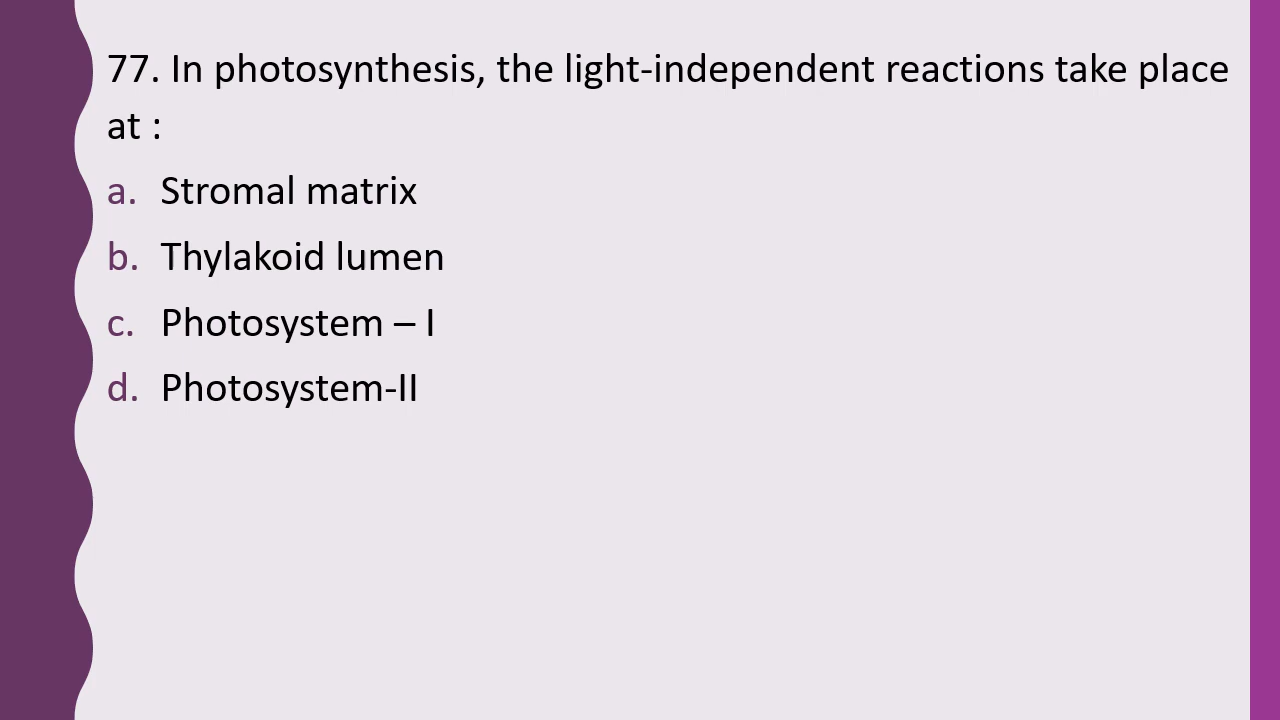 77. In photosynthesis, the light-independent reactions take place
at :
a. Stromal matrix
b. Thylakoid lumen
c. Photosystem – I
d. Photosystem-II